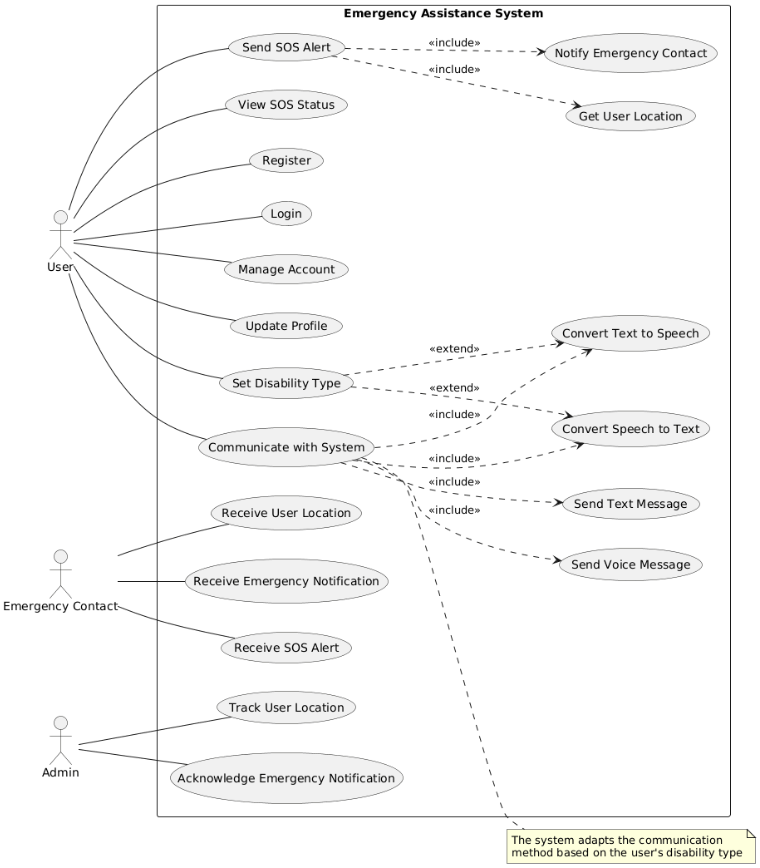 Emergency Assistance System
Send SOS Alert
«include»
Notify Emergency Contact
«include»
Get User Location
View SOS Status
Register
Login
Manage Account
User
Update Profile
Convert Text to Speech
«extend»
Set Disability Type
«extend»
«include»
Convert Speech to Text
Communicate with System
«include»
«include»
Send Text Message
«include»
Receive User Location
Send Voice Message
Receive Emergency Notification
Emergency Contact
Receive SOS Alert
Track User Location
Admin
Acknowledge Emergency Notification
The system adapts the communication
method based on the user's disability type